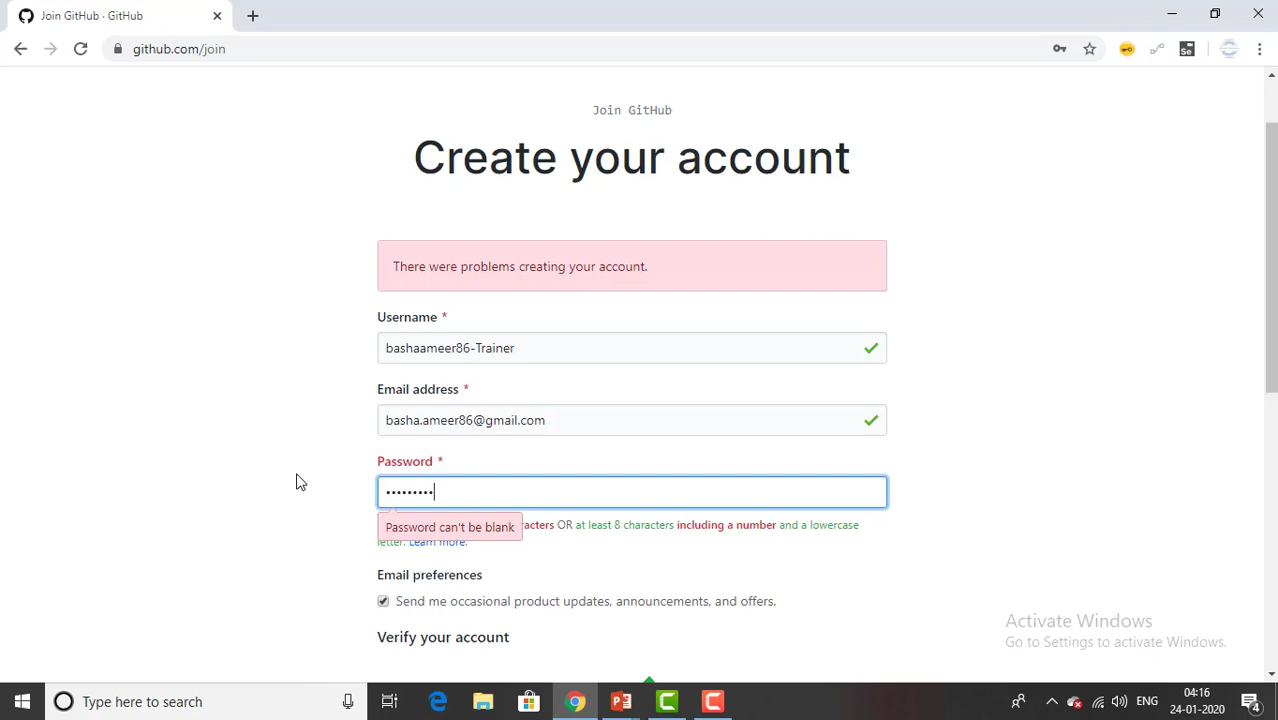 Join GitHub · GitHub
github.com/join
Se
Join GitHub
Create your account
There were problems creating your account.
Username *
bashaameer86-Trainer
Email address *
basha.ameer86@gmail.com
Password *
•••••••••
Password can't be blank
acters OR at least 8 characters including a number and a lowercase
letter. Learn more.
Email preferences
Send me occasional product updates, announcements, and offers.
Verify your account
Activate Windows
Go to Settings to activate Windows.
Type here to search
ENG
04:16
24-01-2020
4